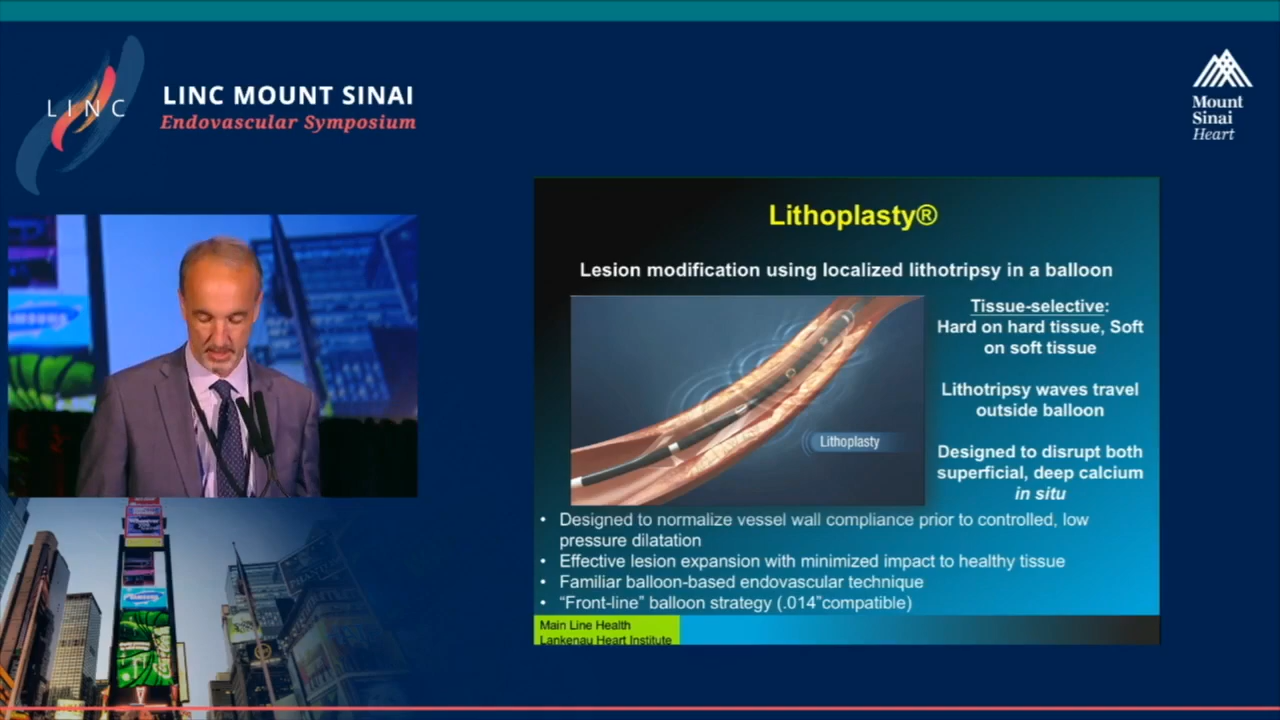 LINC
LINC MOUNT SINAI
Endovascular Symposium
Mount
Sinai
Heart
SAMSUNG
Lithoplasty®
Lesion modification using localized lithotripsy in a balloon
Lithoplasty
Tissue-selective:
Hard on hard tissue, Soft
on soft tissue
Lithotripsy waves travel
outside balloon
Designed to disrupt both
superficial, deep calcium
in situ
• Designed to normalize vessel wall compliance prior to controlled, low
pressure dilatation
• Effective lesion expansion with minimized impact to healthy tissue
• Familiar balloon-based endovascular technique
• “Front-line” balloon strategy (.014”compatible)
Main Line Health
Lankenau Heart Institute